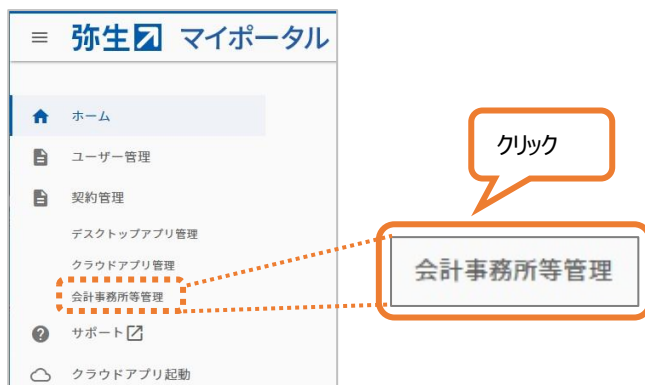 弥生 マイポータル
ホーム
ユーザー管理
契約管理
デスクトップアプリ管理
クラウドアプリ管理
会計事務所等管理
サポート
クラウドアプリ起動
クリック
会計事務所等管理